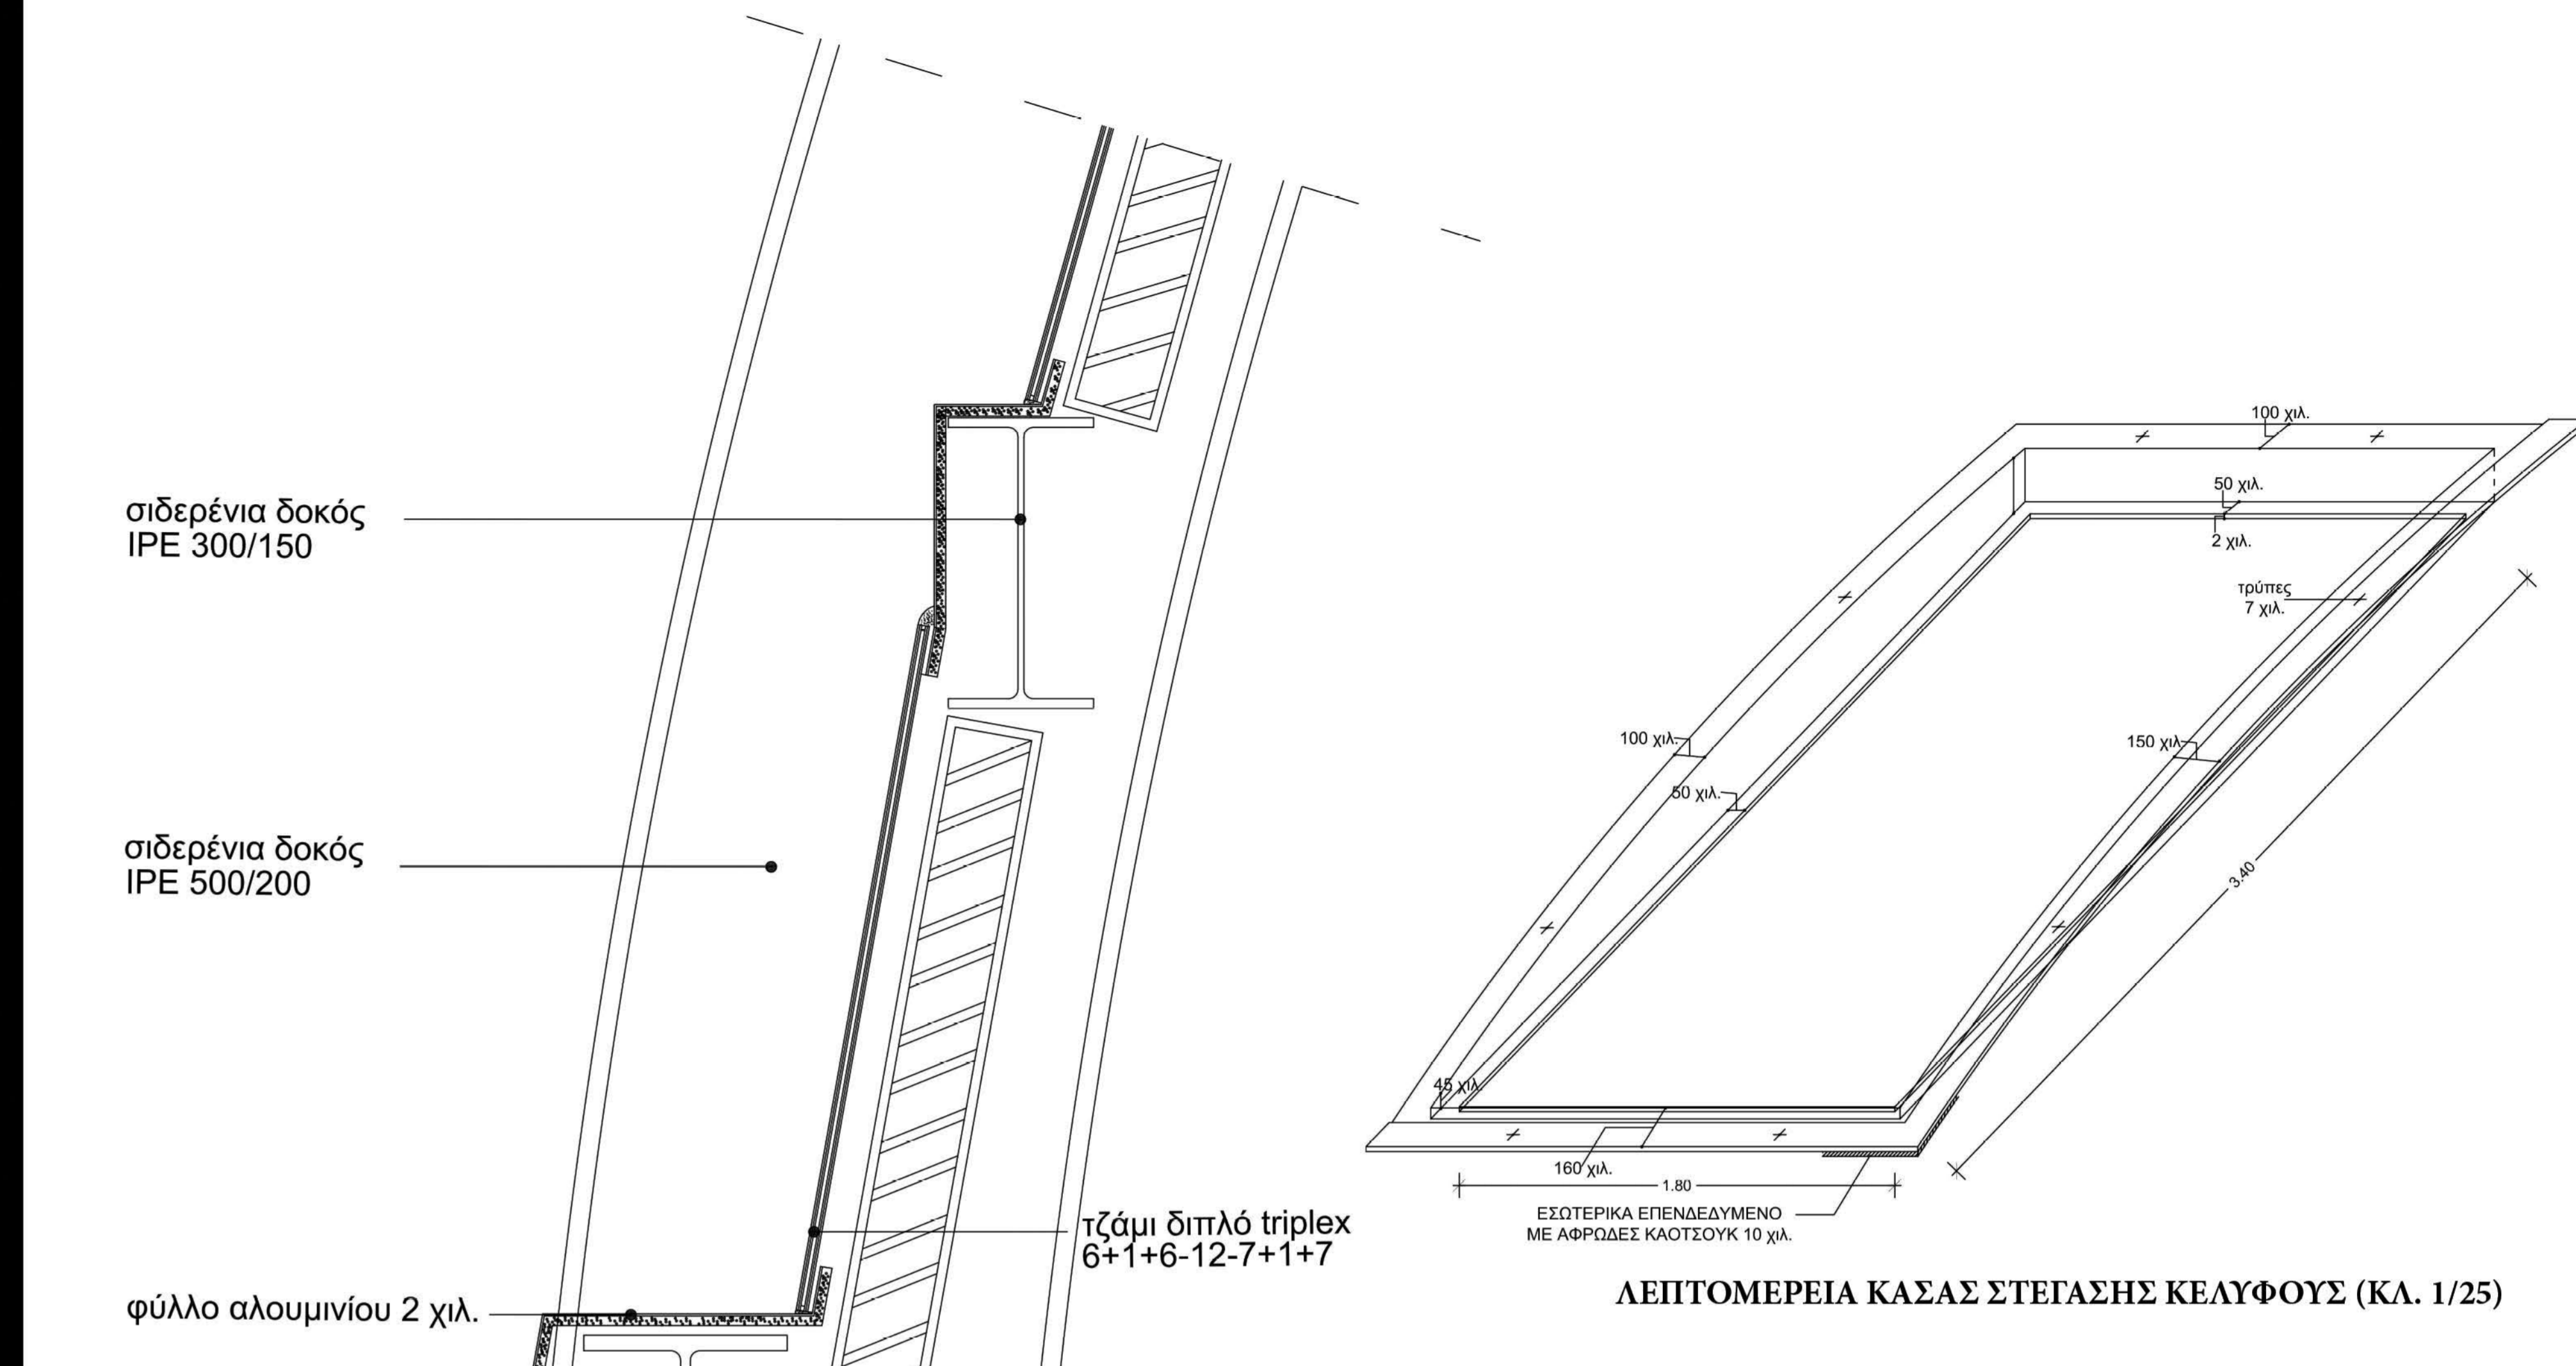 σιδερένια δοκός
IPE 300/150
σιδερένια δοκός
IPE 500/200
φύλλο αλουμινίου 2 χιλ.
τζάμι διπλό triplex
6+1+6-12-7+1+7
100 χιλ.
50 χιλ.
2 χιλ.
τρύπες
7 χιλ.
100 χιλ.
150 χιλ
50 χιλ.
3.40
45 χιλ
160 χιλ.
1.80
ΕΣΩΤΕΡΙΚΑ ΕΠΕΝΔΕΔΥΜΕΝΟ
ΜΕ ΑΦΡΩΔΕΣ ΚΑΟΤΣΟΥΚ 10 χιλ.
ΛΕΠΤΟΜΕΡΕΙΑ ΚΑΣΑΣ ΣΤΕΓΑΣΗΣ ΚΕΛΥΦΟΥΣ (ΚΛ. 1/25)